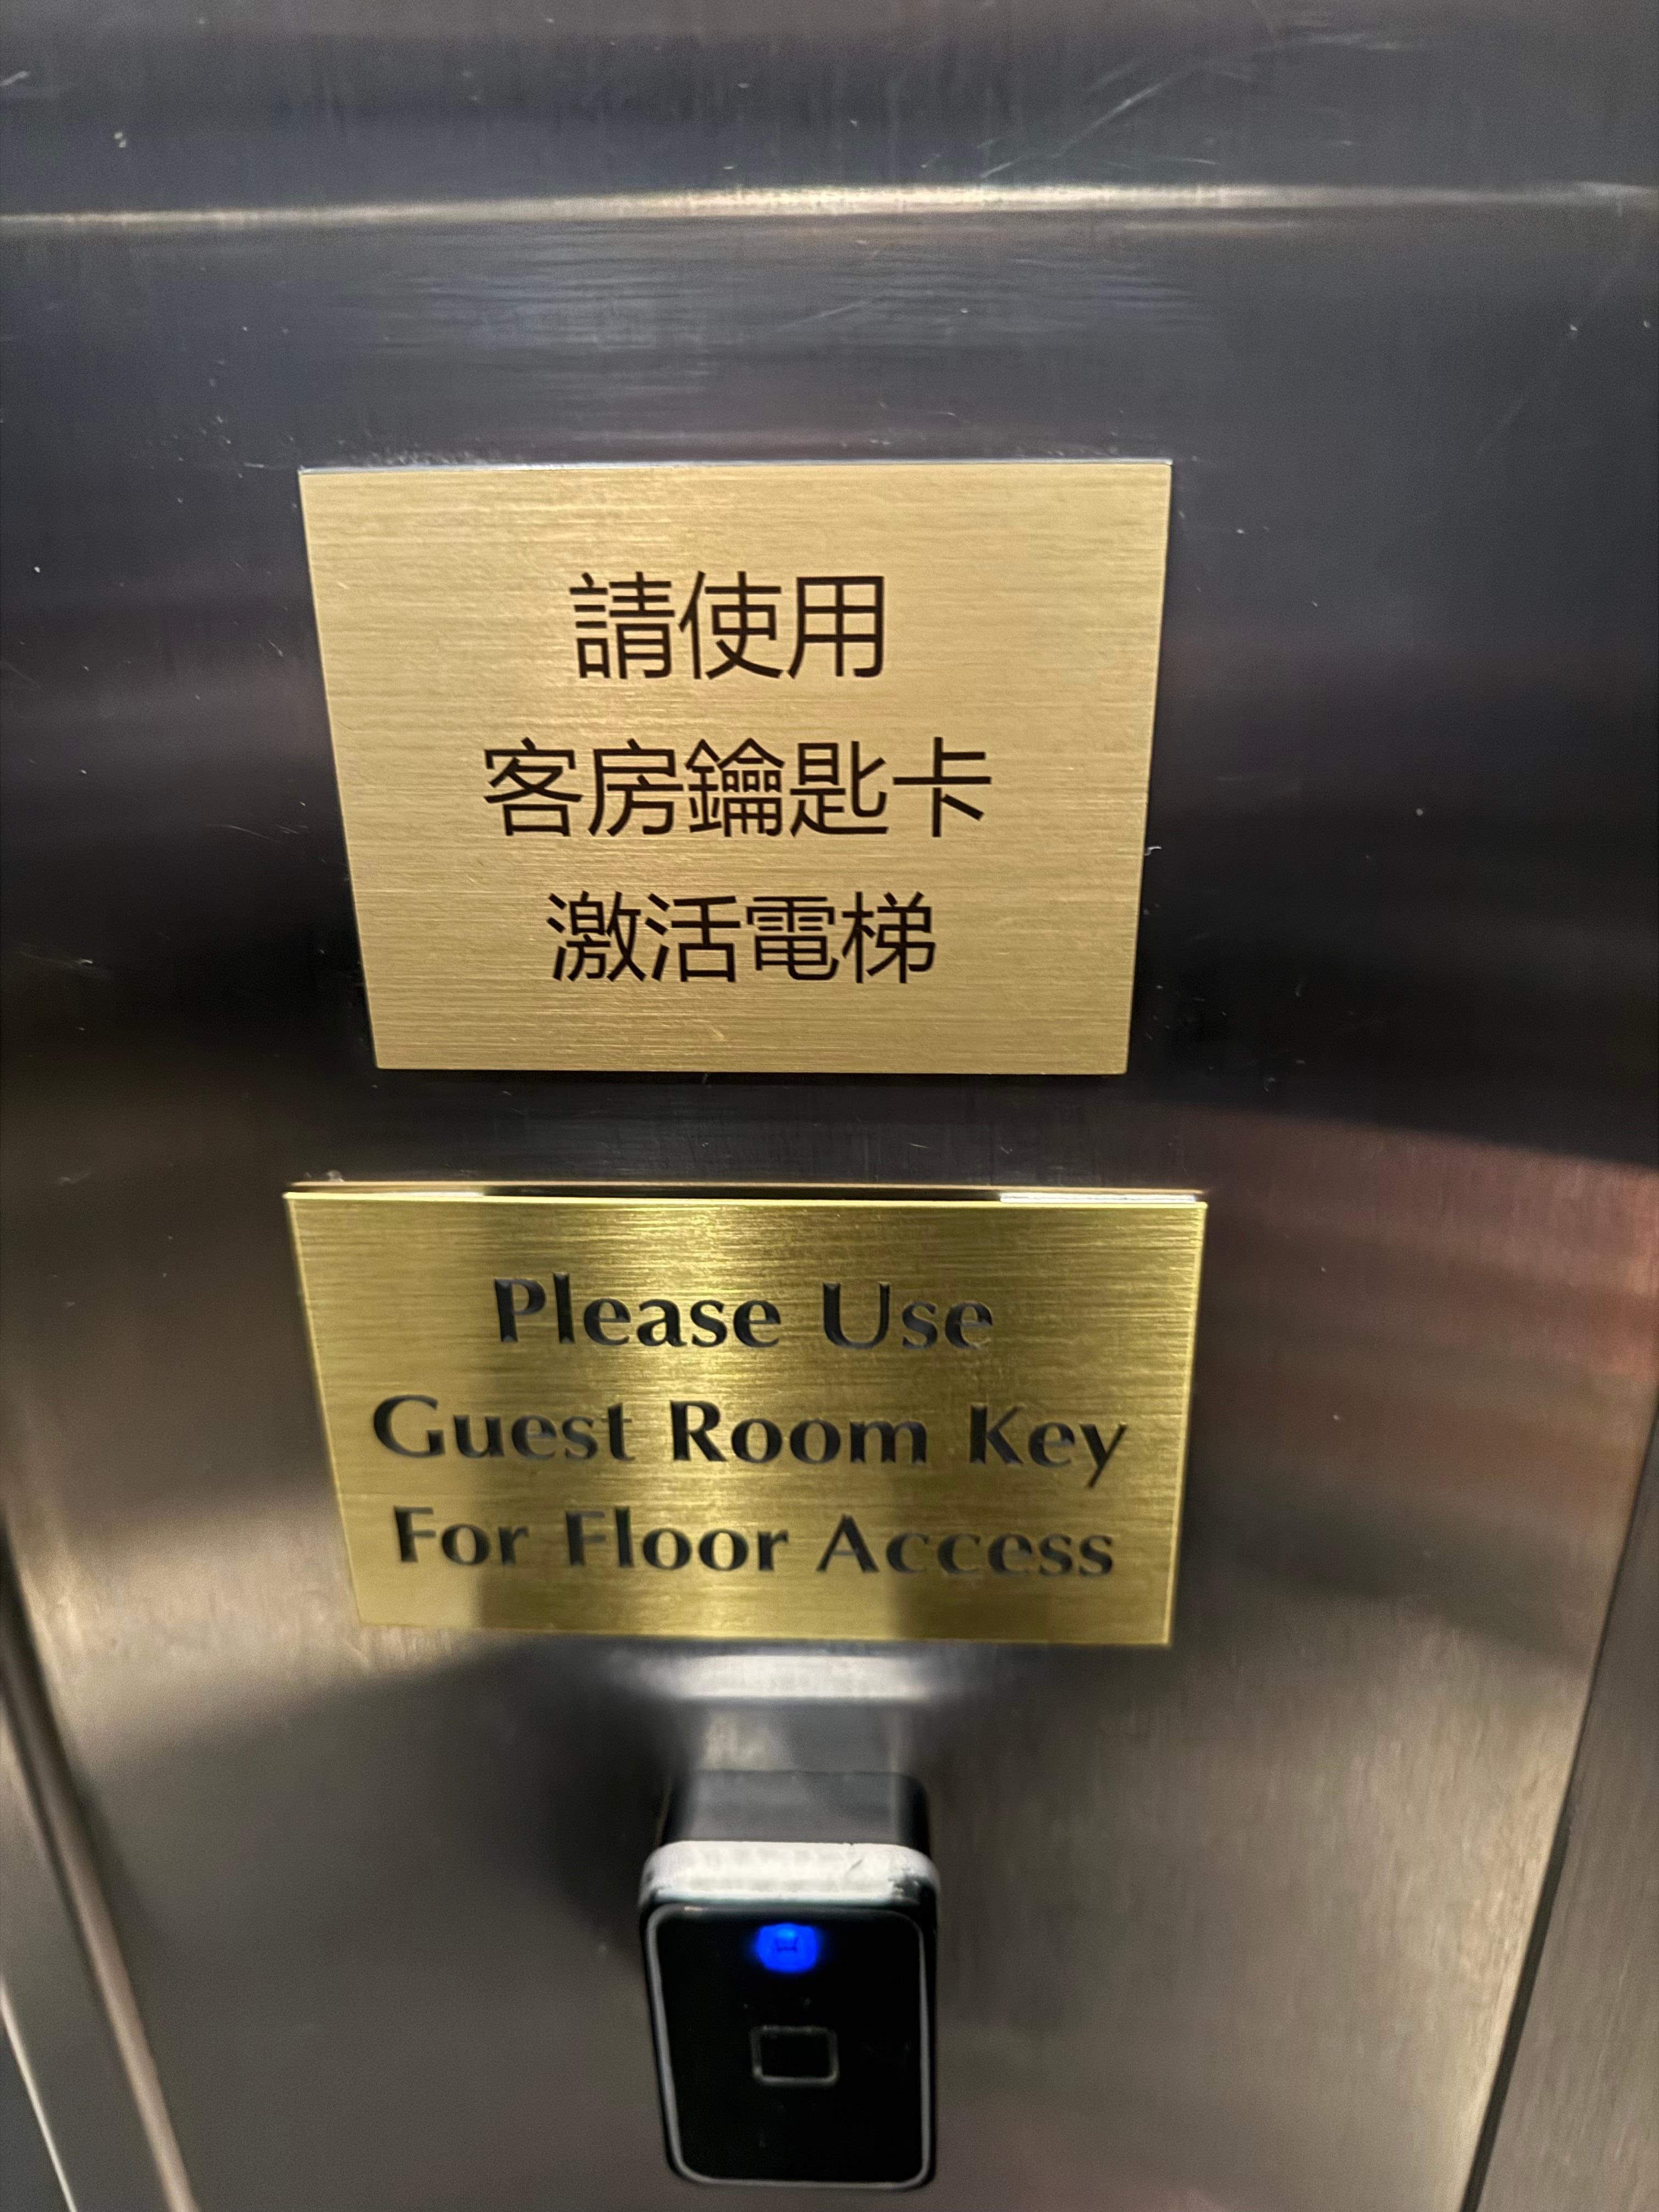 請使用
客房鑰匙卡
激活電梯
Please Use
Guest Room Key
For Floor Access